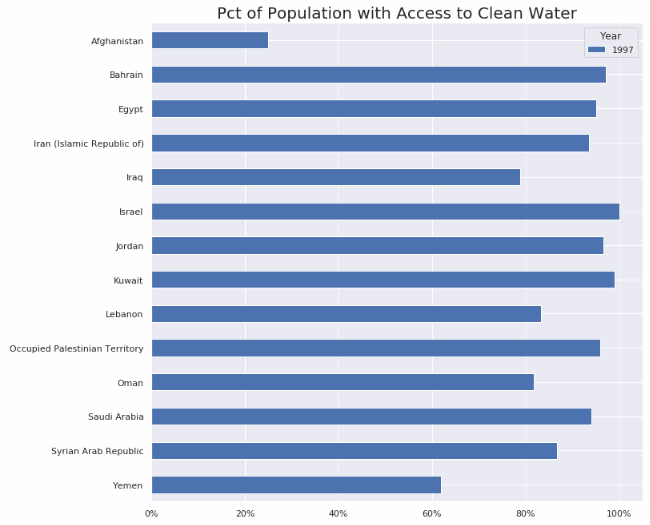 Pct of Population with Access to Clean Water
Year
1997
Afghanistan
Bahrain
Egypt
Iran (Islamic Republic of)
Iraq
Israel
Jordan
Kuwait
Lebanon
Occupied Palestinian Territory
Oman
Saudi Arabia
Syrian Arab Republic
Yemen
0% 20% 40% 60% 80% 100%